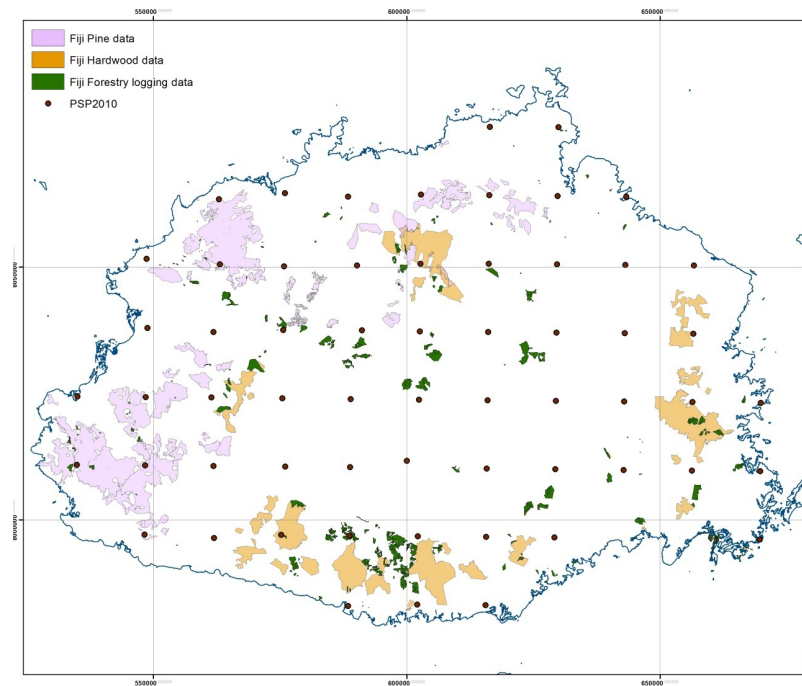 550000 600000 650000
Fiji Pine data
Fiji Hardwood data
Fiji Forestry logging data
PSP2010
550000 600000 650000